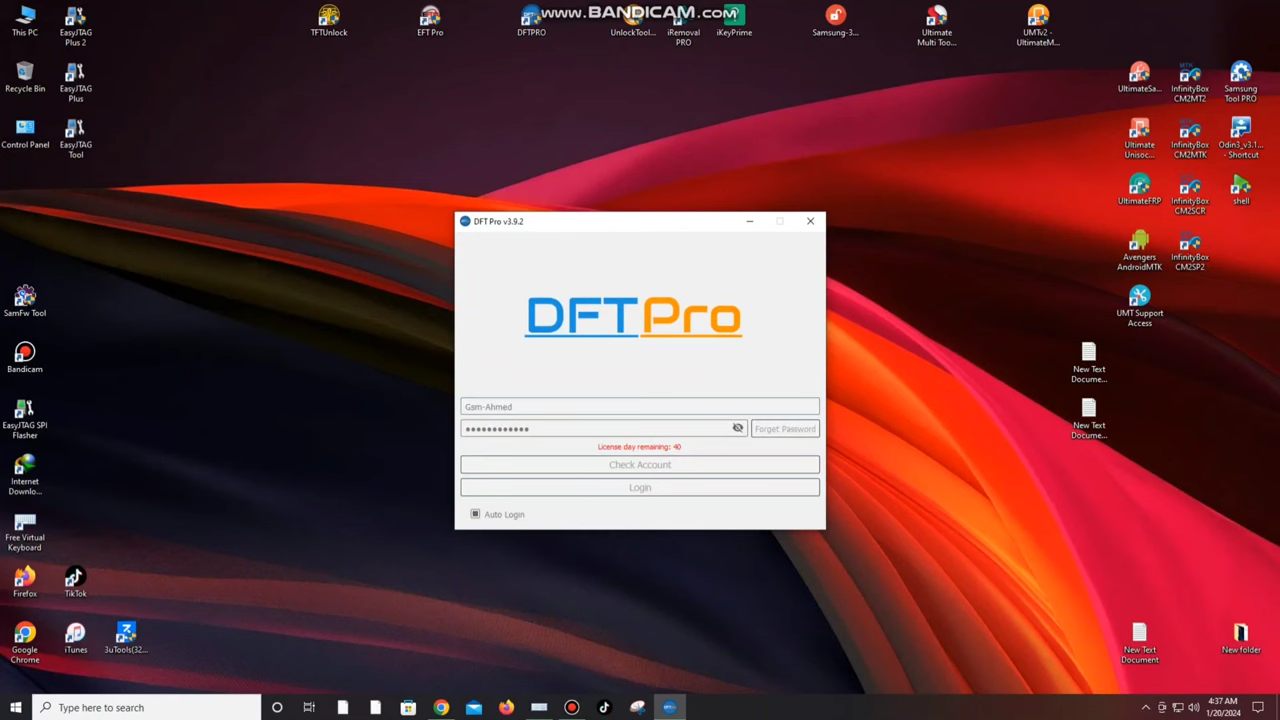 www.BANDICAM.com
This PC
EasyJTAG
Plus 2
TFTUnlock
EFT Pro
DFTPRO
UnlockTool...
iRemoval
PRO
iKeyPrime
Samsung-3...
Ultimate
Multi Too...
UMTv2 -
UltimateM...
Recycle Bin
EasyJTAG
Plus
UltimateSa...
InfinityBox
CM2MT2
Samsung
Tool PRO
Control Panel
EasyJTAG
Tool
Ultimate
Unisoc...
InfinityBox
CM2MTK
Odin3_v3.1...
- Shortcut
UltimateFRP
InfinityBox
CM2SCR
shell
Avengers
AndroidMTK
InfinityBox
CM2SP2
SamFw Tool
UMT Support
Access
Bandicam
New Text
Docume...
EasyJTAG SPI
Flasher
New Text
Docume...
Internet
Downlo...
Free Virtual
Keyboard
Firefox
TikTok
Google
Chrome
iTunes
3uTools(32...
New Text
Document
New folder
DFT Pro v3.9.2
DFTPro
Gsm-Ahmed
Forget Password
License day remaining: 40
Check Account
Login
Auto Login
Type here to search
4:37 AM
1/20/2024